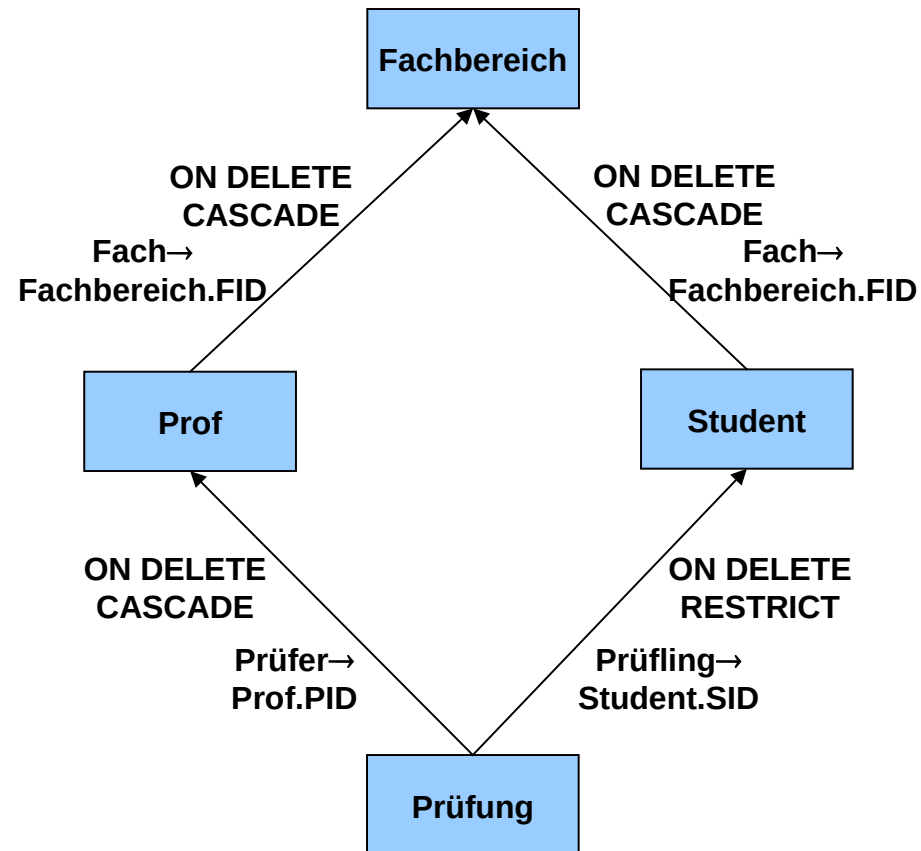 Fachbereich
ON DELETE
CASCADE
Fach→
Fachbereich.FID
ON DELETE
CASCADE
Fach→
Fachbereich.FID
Prof
Student
ON DELETE
CASCADE
Prüfer→
Prof.PID
ON DELETE
RESTRICT
Prüfling→
Student.SID
Prüfung